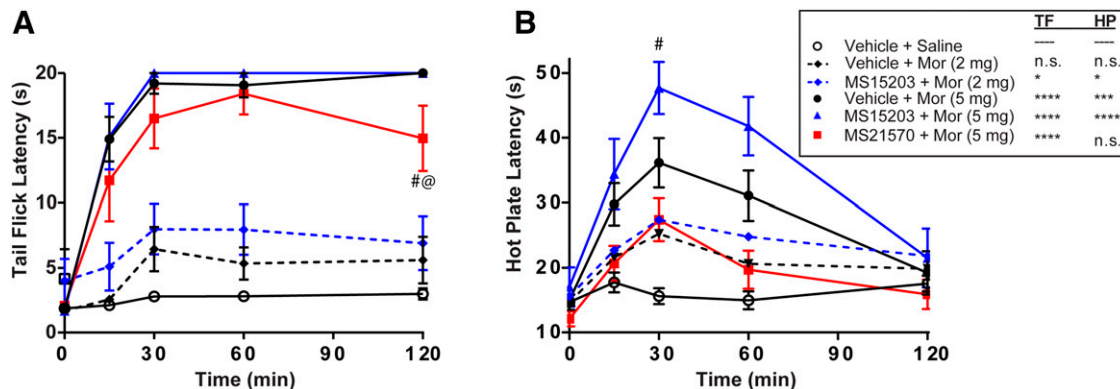 A
Tail Flick Latency (s)
20
15
10
5
0
0 30 60 90 120
Time (min)
#@
B
Hot Plate Latency (s)
50
40
30
20
10
0 30 60 90 120
Time (min)
#
TF HP
Vehicle + Saline ---- ----
Vehicle + Mor (2 mg) n.s. n.s.
MS15203 + Mor (2 mg) * *
Vehicle + Mor (5 mg) **** ***
MS15203 + Mor (5 mg) **** ****
MS21570 + Mor (5 mg) **** n.s.